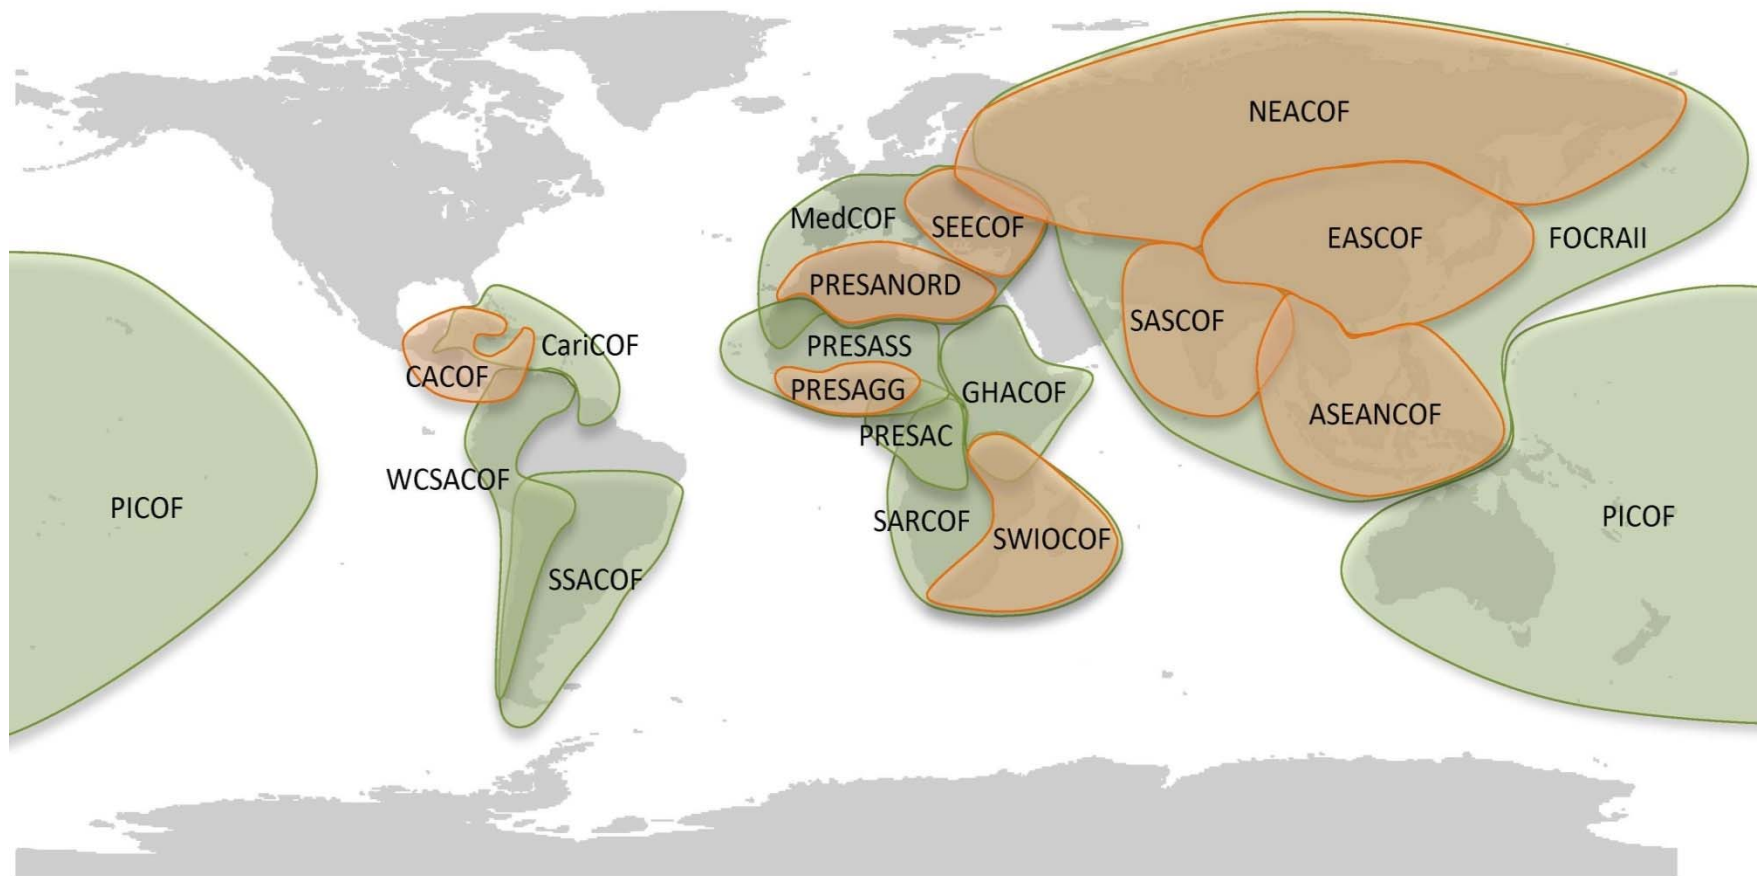 NEACOF
MedCOF
SEECOF
EASCOF
FOCRAII
PRESANORD
SASCOF
CariCOF
PRESASS
CACOF
PRESAGG
GHACOF
ASEANCOF
PRESAC
WCSACOF
PICOF
SARCOF
PICOF
SWIOCOF
SSACOF